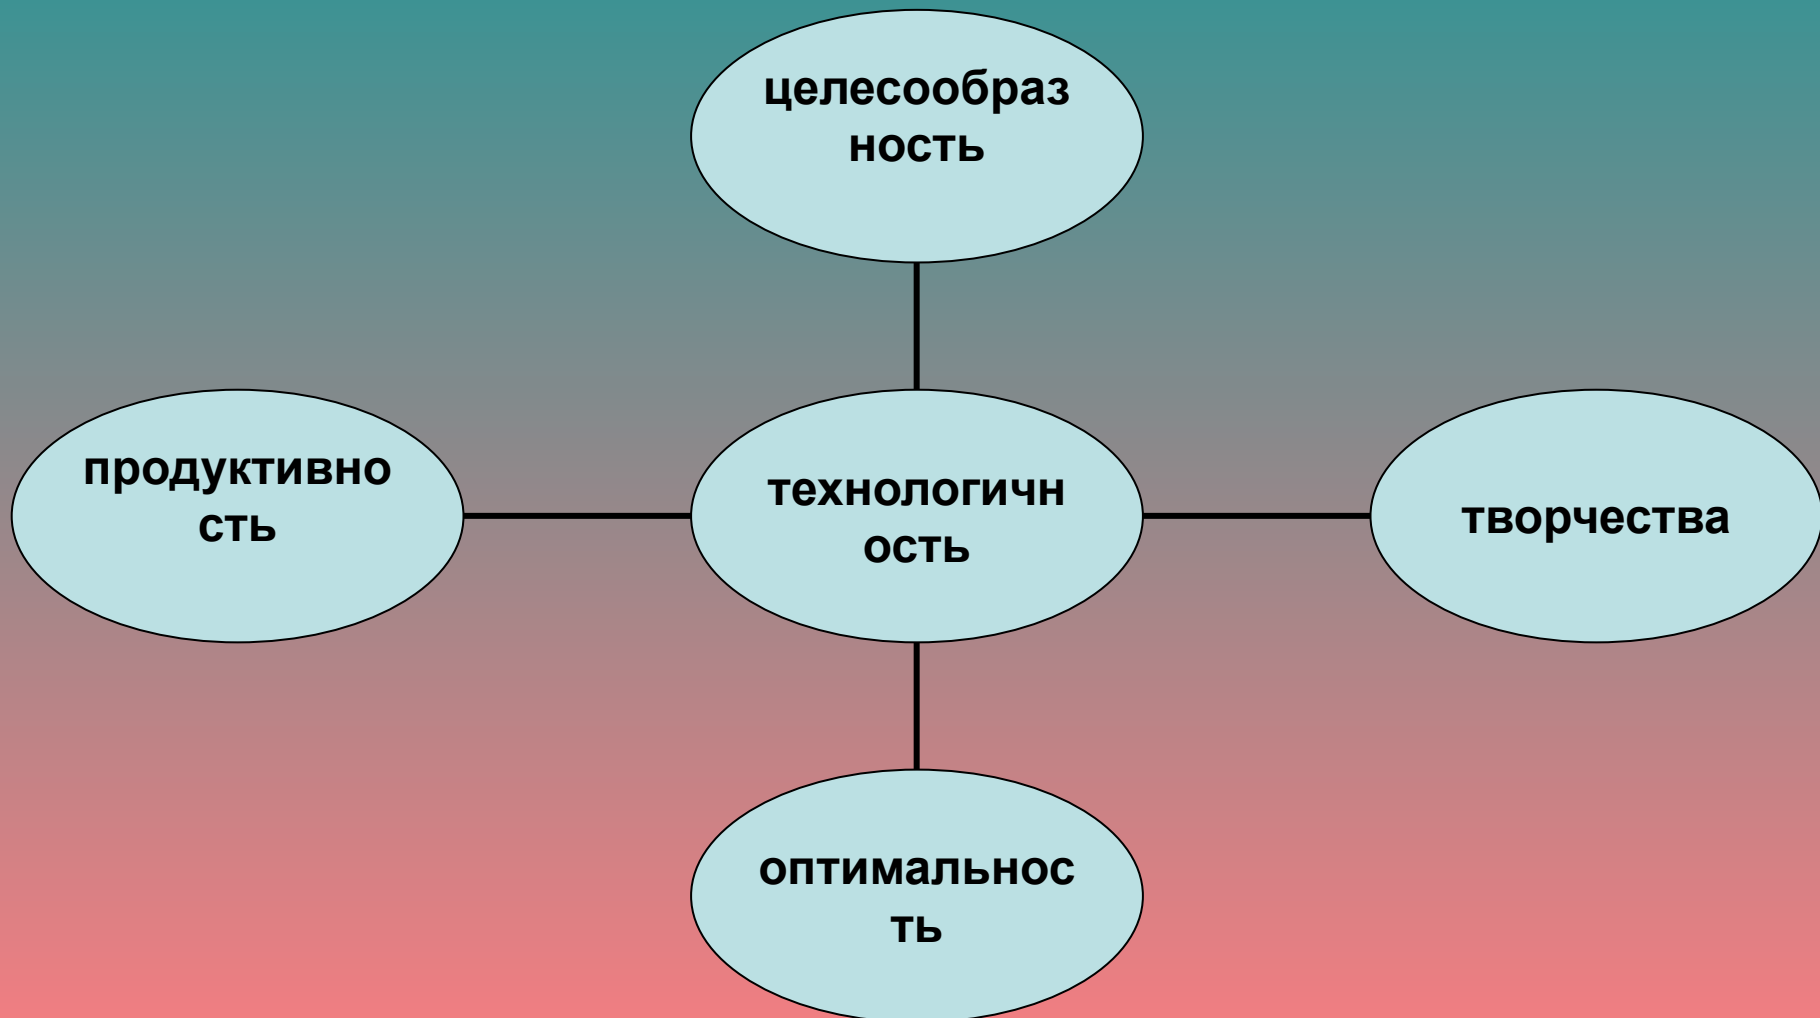 целесообраз
ность
продуктивно
сть
технологичн
ость
творчества
оптимальнос
ть